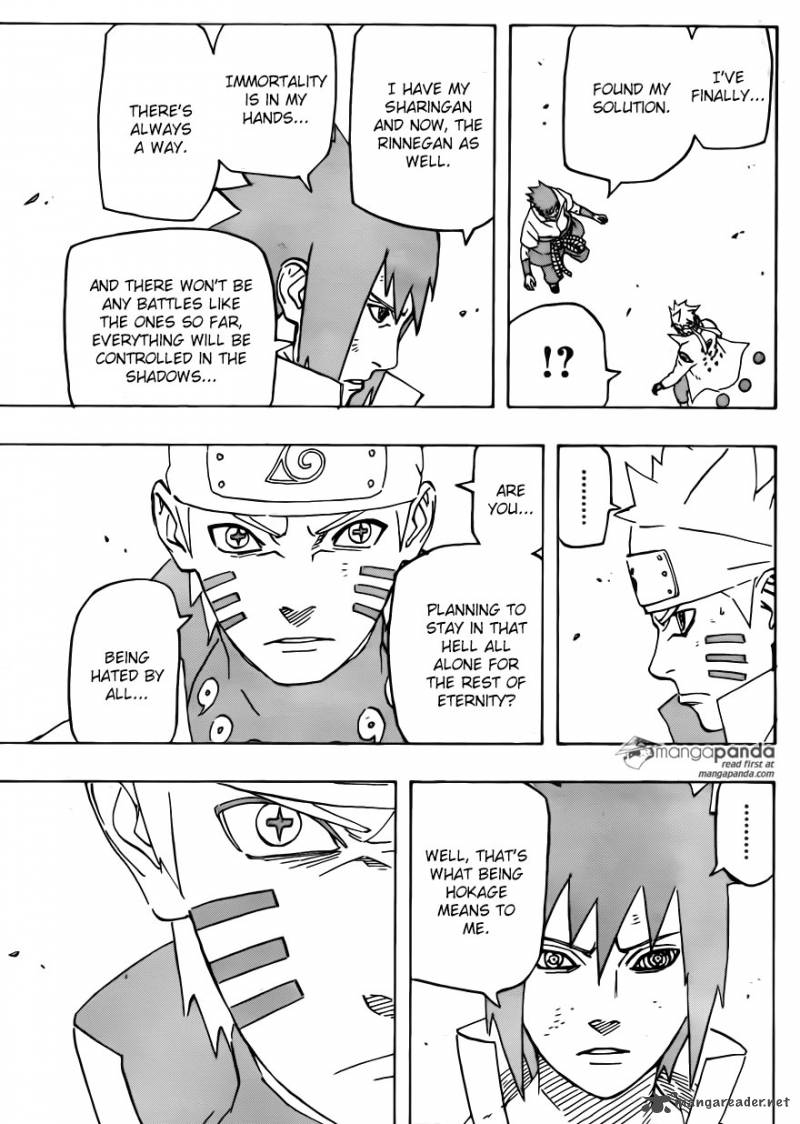 I'VE
FINALLY...
FOUND MY
SOLUTION.
!?
I HAVE MY
SHARINGAN
AND NOW, THE
RINNEGAN AS
WELL.
IMMORTALITY
IS IN MY
HANDS...
THERE'S
ALWAYS
A WAY.
AND THERE WON'T BE
ANY BATTLES LIKE
THE ONES SO FAR,
EVERYTHING WILL BE
CONTROLLED IN THE
SHADOWS...
.........
ARE
YOU...
PLANNING TO
STAY IN THAT
HELL ALL
ALONE FOR
THE REST OF
ETERNITY?
BEING
HATED BY
ALL...
mangapanda
read first at
mangapanda.com
.........
WELL, THAT'S
WHAT BEING
HOKAGE
MEANS TO
ME.
mangareader.net